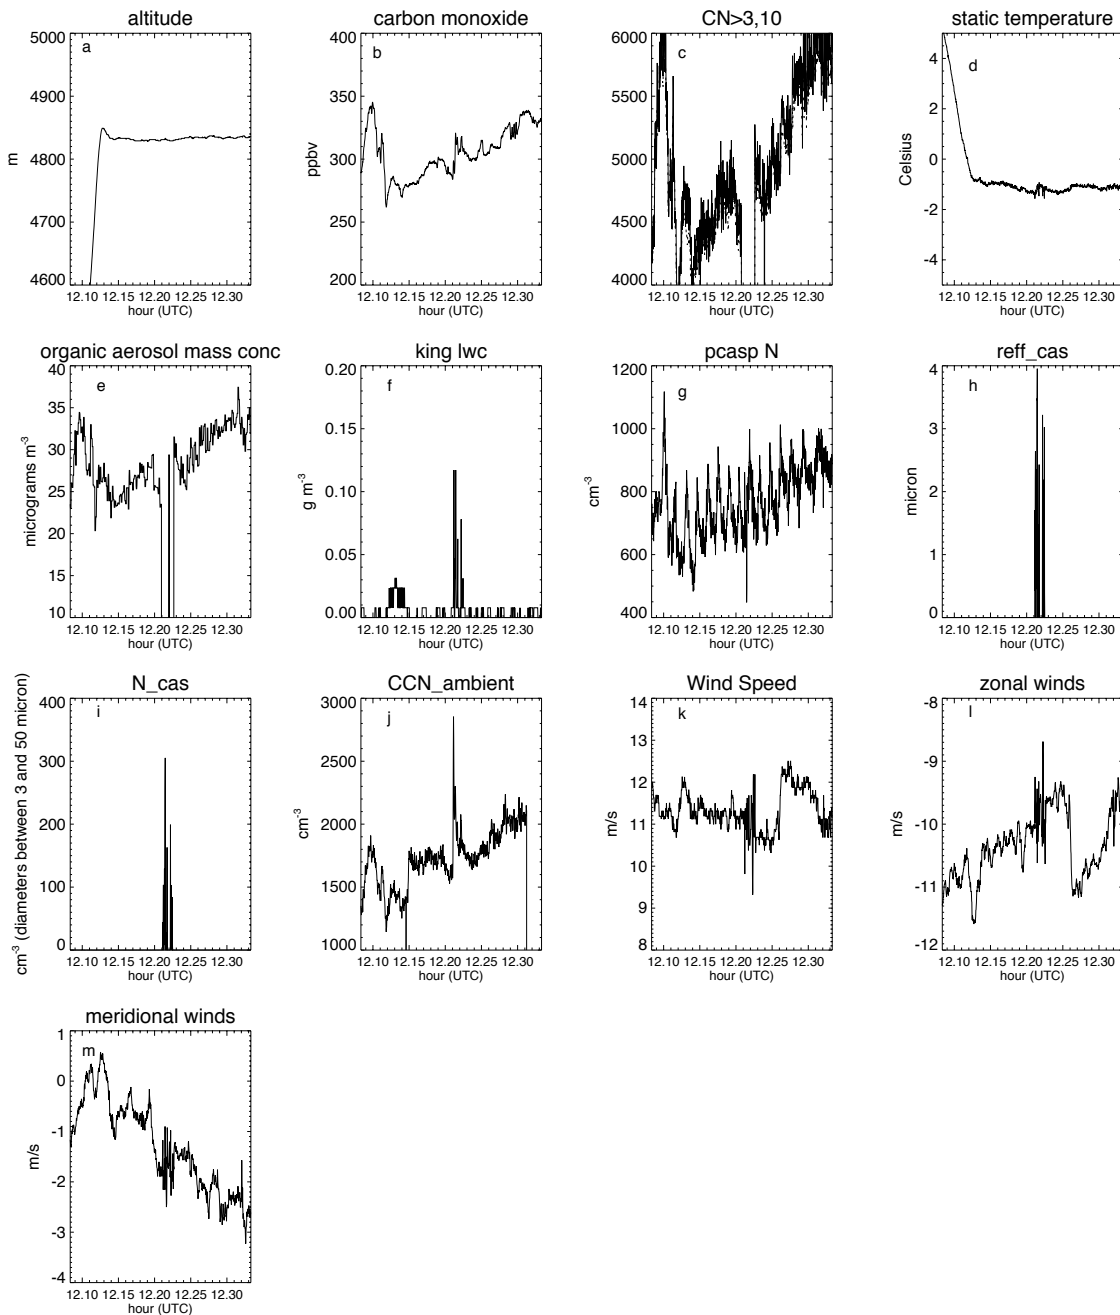 altitude
5000
4900
4800
4700
4600
m
a
12.10 12.15 12.20 12.25 12.30
hour (UTC)
carbon monoxide
400
350
300
250
200
ppbv
b
12.10 12.15 12.20 12.25 12.30
hour (UTC)
CN>3,10
6000
5500
5000
4500
4000
c
12.10 12.15 12.20 12.25 12.30
hour (UTC)
static temperature
4
2
0
-2
-4
Celsius
d
12.10 12.15 12.20 12.25 12.30
hour (UTC)
organic aerosol mass conc
40
35
30
25
20
15
10
micrograms m⁻³
e
12.10 12.15 12.20 12.25 12.30
hour (UTC)
king lwc
0.20
0.15
0.10
0.05
0.00
g m⁻³
f
12.10 12.15 12.20 12.25 12.30
hour (UTC)
pcasp N
1200
1000
800
600
400
cm⁻³
g
12.10 12.15 12.20 12.25 12.30
hour (UTC)
reff_cas
4
3
2
1
0
micron
h
12.10 12.15 12.20 12.25 12.30
hour (UTC)
N_cas
400
300
200
100
0
cm⁻³ (diameters between 3 and 50 micron)
i
12.10 12.15 12.20 12.25 12.30
hour (UTC)
CCN_ambient
3000
2500
2000
1500
1000
cm⁻³
j
12.10 12.15 12.20 12.25 12.30
hour (UTC)
Wind Speed
14
13
12
11
10
9
8
m/s
k
12.10 12.15 12.20 12.25 12.30
hour (UTC)
zonal winds
-8
-9
-10
-11
-12
m/s
l
12.10 12.15 12.20 12.25 12.30
hour (UTC)
meridional winds
1
0
-1
-2
-3
-4
m/s
m
12.10 12.15 12.20 12.25 12.30
hour (UTC)